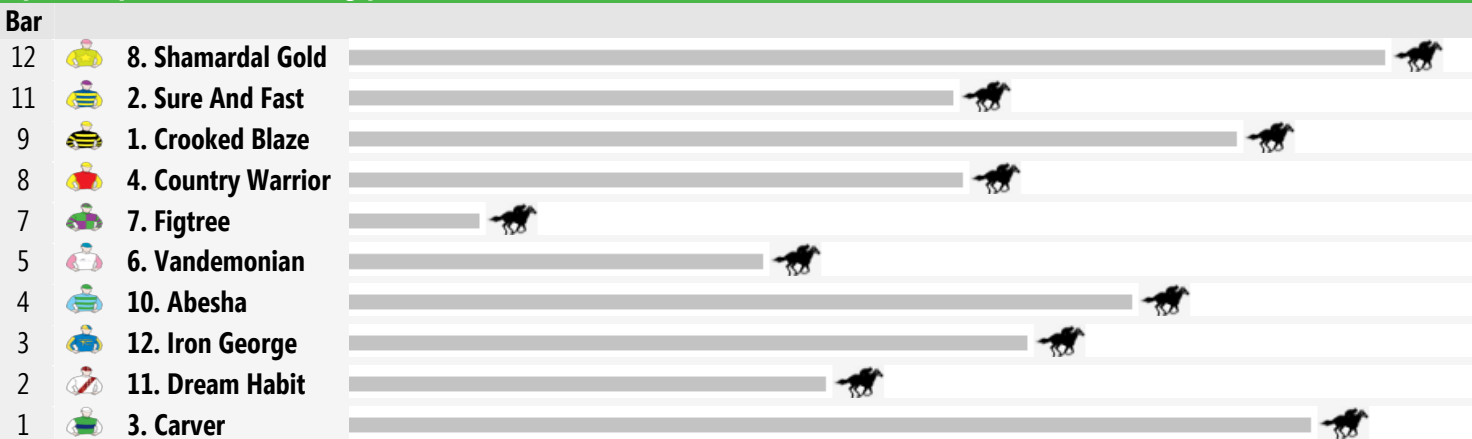 Bar
12 8. Shamardal Gold
11 2. Sure And Fast
9 1. Crooked Blaze
8 4. Country Warrior
7 7. Figtree
5 6. Vandemonian
4 10. Abesha
3 12. Iron George
2 11. Dream Habit
1 3. Carver